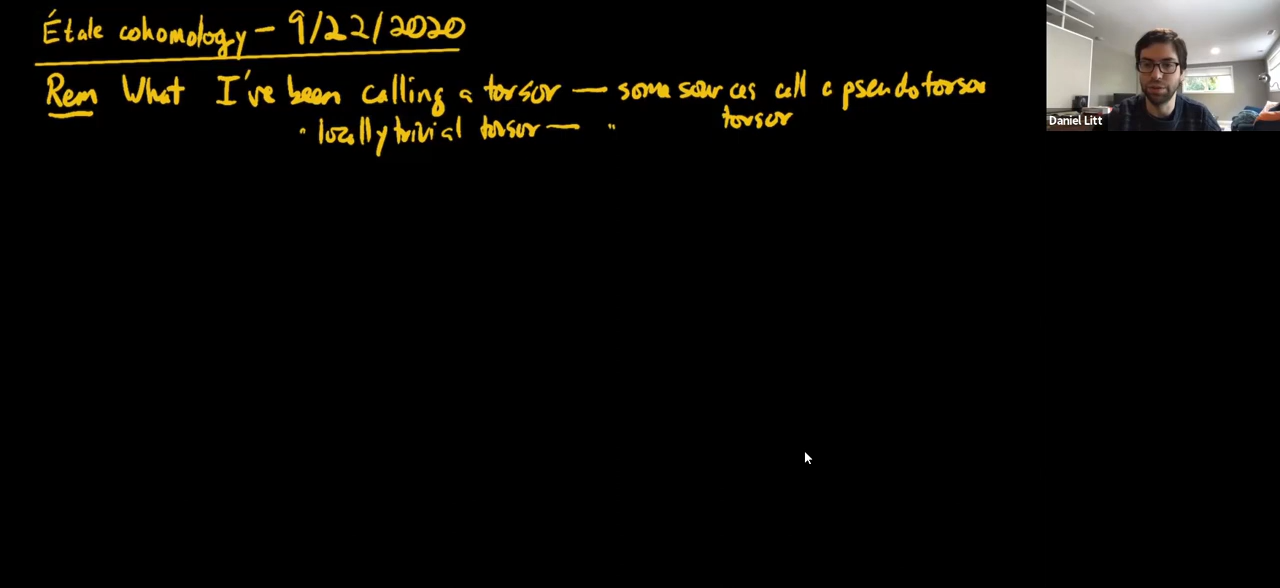 Étale cohomology - 9/22/2020
Rem What I've been calling a torsor — some sources call a pseudotorsor
" locally trivial torsor — " torsor
Daniel Litt